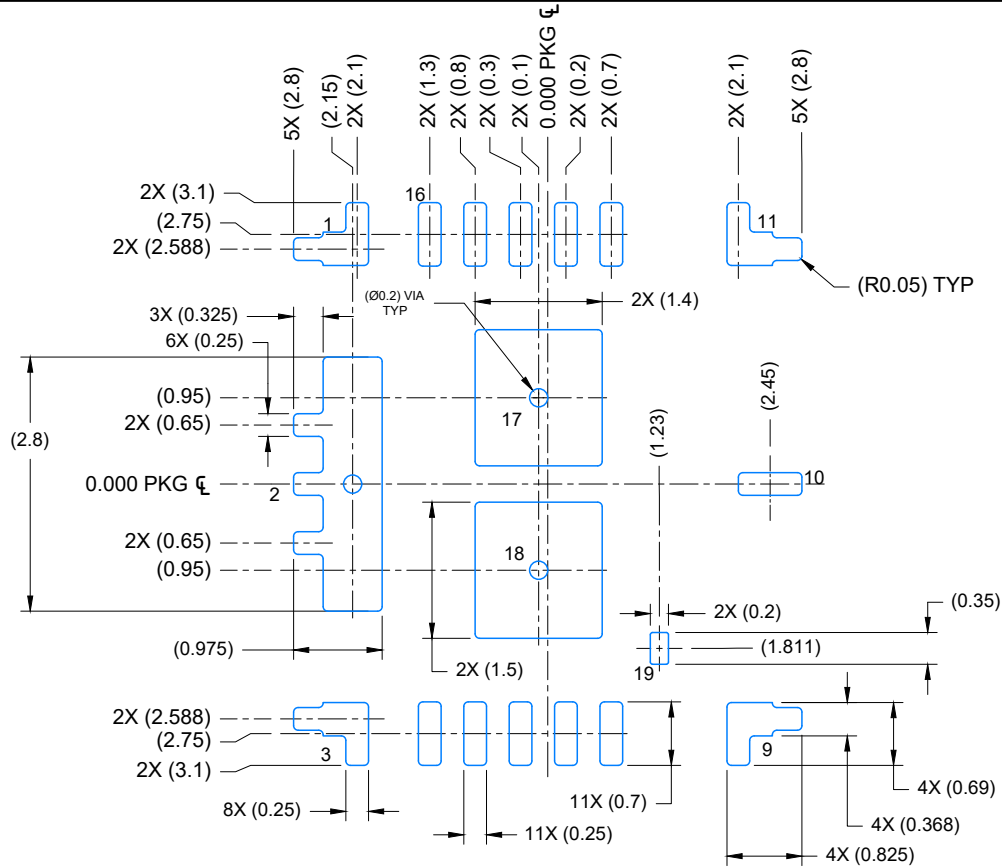 5X (2.8)
(2.15)
2X (2.1)
2X (1.3)
2X (0.8)
2X (0.3)
2X (0.1)
0.000 PKG ℄
2X (0.2)
2X (0.7)
2X (2.1)
5X (2.8)
2X (3.1)
(2.75)
2X (2.588)
1
16
11
(R0.05) TYP
(Ø0.2) VIA
TYP
2X (1.4)
3X (0.325)
6X (0.25)
(0.95)
2X (0.65)
(2.8)
0.000 PKG ℄
2
17
(1.23)
(2.45)
10
2X (0.65)
(0.95)
18
(0.975)
2X (1.5)
2X (0.2)
(0.35)
(1.811)
19
2X (2.588)
(2.75)
2X (3.1)
3
9
8X (0.25)
11X (0.25)
11X (0.7)
4X (0.69)
4X (0.368)
4X (0.825)